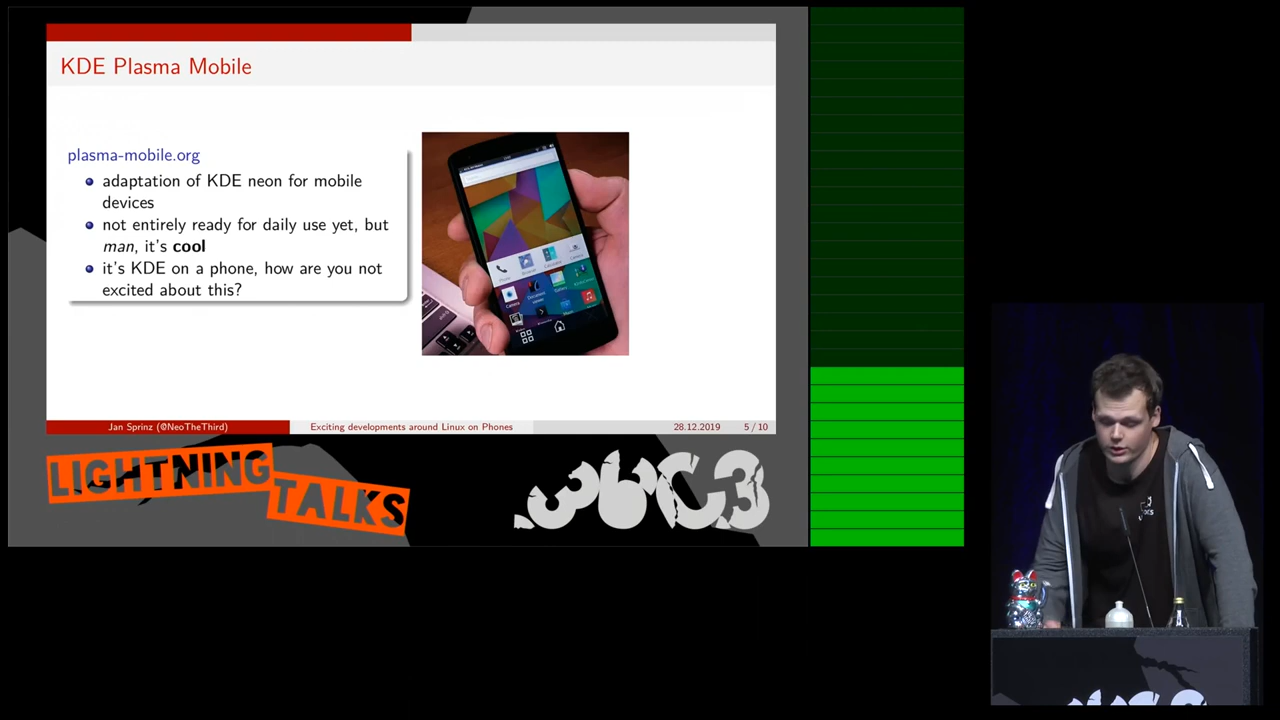 KDE Plasma Mobile
plasma-mobile.org
adaptation of KDE neon for mobile
devices
not entirely ready for daily use yet, but
man, it's cool
it's KDE on a phone, how are you not
excited about this?
Phone
Camera
Jan Sprinz (@NeoTheThird)
Exciting developments around Linux on Phones
28.12.2019
5 / 10
LIGHTNING
TALKS
36C3